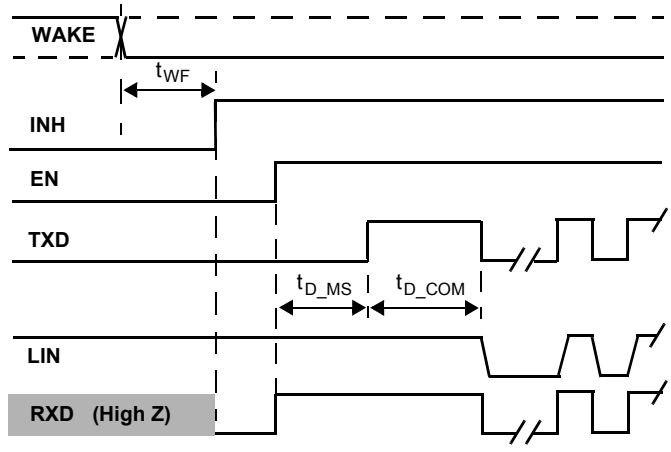 WAKE
tWF
INH
EN
TXD
tD_MS tD_COM
LIN
RXD (High Z)